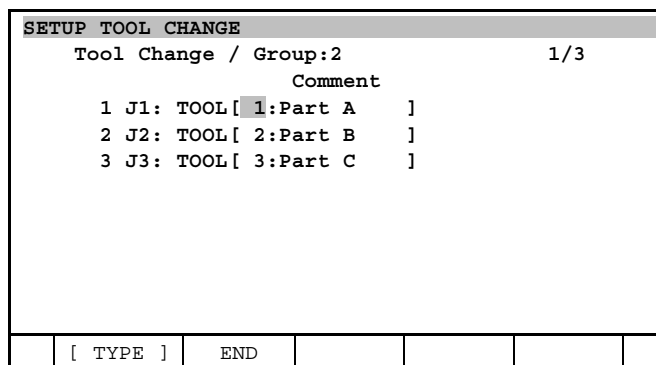 SETUP TOOL CHANGE
Tool Change / Group:2 1/3
Comment
1 J1: TOOL[ 1:Part A ]
2 J2: TOOL[ 2:Part B ]
3 J3: TOOL[ 3:Part C ]
[ TYPE ] END